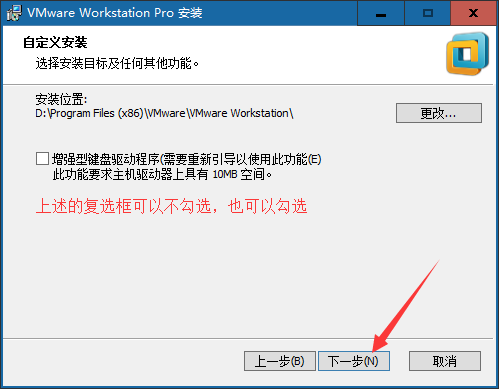 VMware Workstation Pro 安装
自定义安装
选择安装目标及任何其他功能。
安装位置:
D:\Program Files (x86)\VMware\VMware Workstation\
更改...
增强型键盘驱动程序(需要重新引导以使用此功能(E)
此功能要求主机驱动器上具有 10MB 空间。
上述的复选框可以不勾选，也可以勾选
上一步(B)
下一步(N)
取消